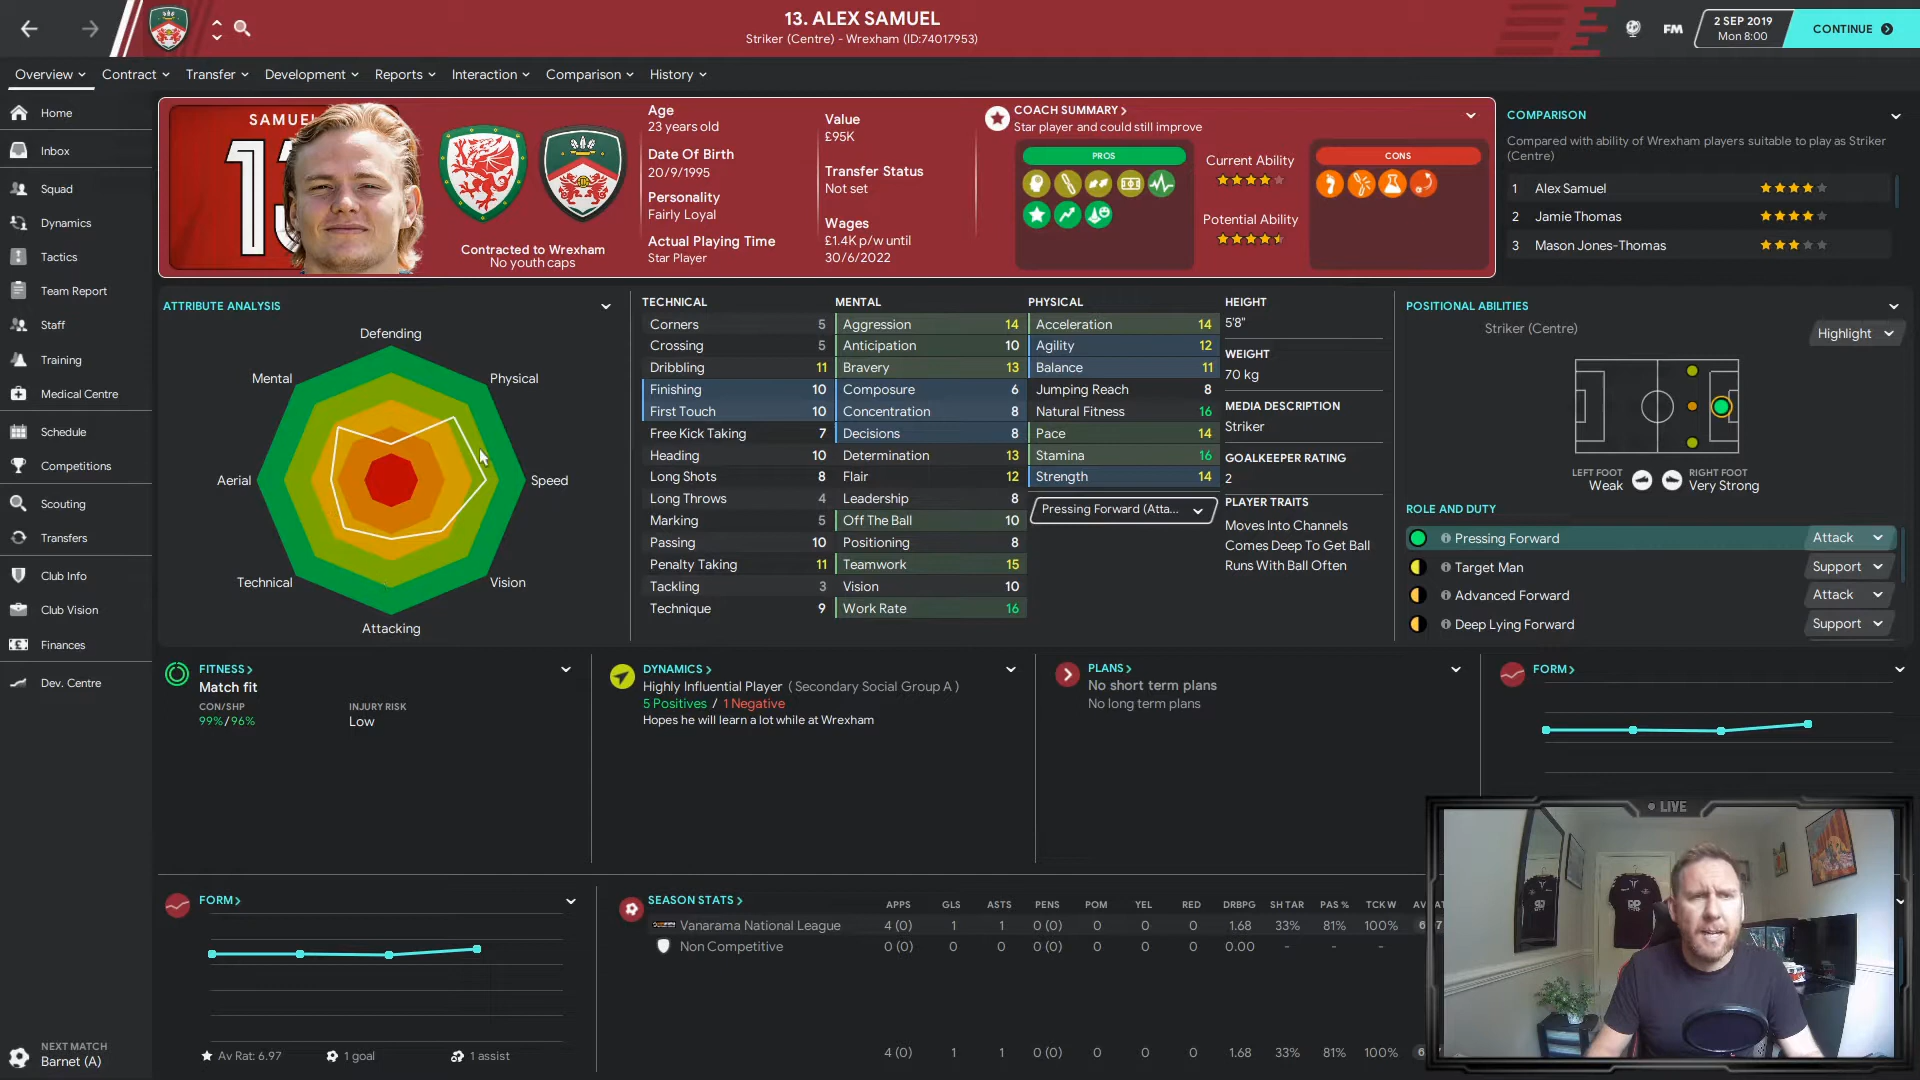 13. ALEX SAMUEL
Striker (Centre) - Wrexham (ID:74017953)
FM
2 SEP 2019
Mon 8:00
CONTINUE
Overview
Contract
Transfer
Development
Reports
Interaction
Comparison
History
Home
Inbox
Squad
Dynamics
Tactics
Team Report
Staff
Training
Medical Centre
Schedule
Competitions
Scouting
Transfers
Club Info
Club Vision
Finances
Dev. Centre
NEXT MATCH
Barnet (A)
SAMUEL
13
Contracted to Wrexham
No youth caps
Age
23 years old
Date Of Birth
20/9/1995
Personality
Fairly Loyal
Actual Playing Time
Star Player
Value
£95K
Transfer Status
Not set
Wages
£1.4K p/w until
30/6/2022
COACH SUMMARY
Star player and could still improve
PROS
Current Ability
Potential Ability
CONS
COMPARISON
Compared with ability of Wrexham players suitable to play as Striker
(Centre)
1 Alex Samuel
2 Jamie Thomas
3 Mason Jones-Thomas
ATTRIBUTE ANALYSIS
Defending
Physical
Speed
Vision
Attacking
Technical
Aerial
Mental
TECHNICAL
Corners 5
Crossing 5
Dribbling 11
Finishing 10
First Touch 10
Free Kick Taking 7
Heading 10
Long Shots 8
Long Throws 4
Marking 5
Passing 10
Penalty Taking 11
Tackling 3
Technique 9
MENTAL
Aggression 14
Anticipation 10
Bravery 13
Composure 6
Concentration 8
Decisions 8
Determination 13
Flair 12
Leadership 8
Off The Ball 10
Positioning 8
Teamwork 15
Vision 10
Work Rate 16
PHYSICAL
Acceleration 14
Agility 12
Balance 11
Jumping Reach 8
Natural Fitness 16
Pace 14
Stamina 16
Strength 14
Pressing Forward (Atta...
HEIGHT
5'8"
WEIGHT
70 kg
MEDIA DESCRIPTION
Striker
GOALKEEPER RATING
2
PLAYER TRAITS
Moves Into Channels
Comes Deep To Get Ball
Runs With Ball Often
POSITIONAL ABILITIES
Striker (Centre)
Highlight
LEFT FOOT
Weak
RIGHT FOOT
Very Strong
ROLE AND DUTY
Pressing Forward Attack
Target Man Support
Advanced Forward Attack
Deep Lying Forward Support
FITNESS
Match fit
CON/SHP
99%/96%
INJURY RISK
Low
DYNAMICS
Highly Influential Player (Secondary Social Group A)
5 Positives / 1 Negative
Hopes he will learn a lot while at Wrexham
PLANS
No short term plans
No long term plans
FORM
LIVE
FORM
Av Rat: 6.97
1 goal
1 assist
SEASON STATS
APPS GLS ASTS PENS POM YEL RED DRBPG SH TAR PAS % TCK W
Vanarama National League 4 (0) 1 1 0 (0) 0 0 0 1.68 33% 81% 100%
Non Competitive 0 (0) 0 0 0 (0) 0 0 0 0.00 - - -
4 (0) 1 1 0 (0) 0 0 0 1.68 33% 81% 100%